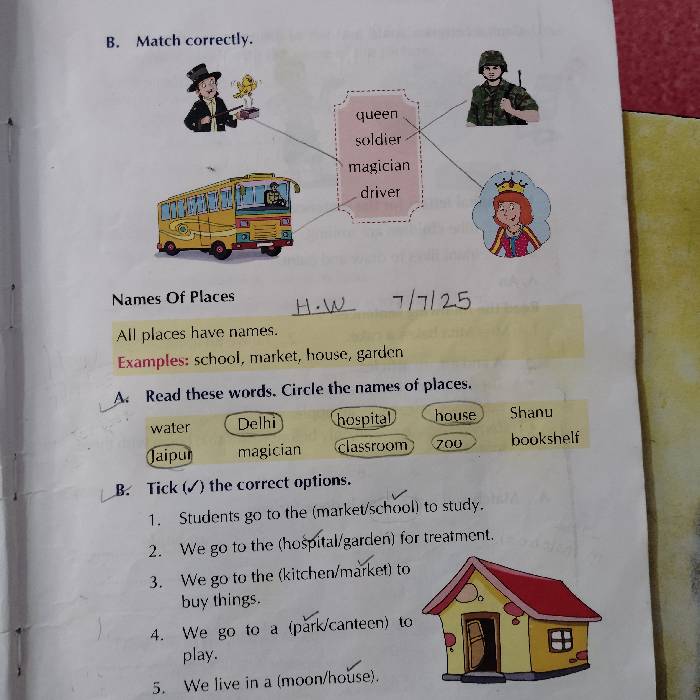 B. Match correctly.
queen
soldier
magician
driver
Names Of Places
H.W 7/7/25
All places have names.
Examples: school, market, house, garden
A. Read these words. Circle the names of places.
water Delhi hospital house Shanu
Jaipur magician classroom zoo bookshelf
B. Tick (✓) the correct options.
1. Students go to the (market/school) to study.
2. We go to the (hospital/garden) for treatment.
3. We go to the (kitchen/market) to
buy things.
4. We go to a (park/canteen) to
play.
5. We live in a (moon/house).